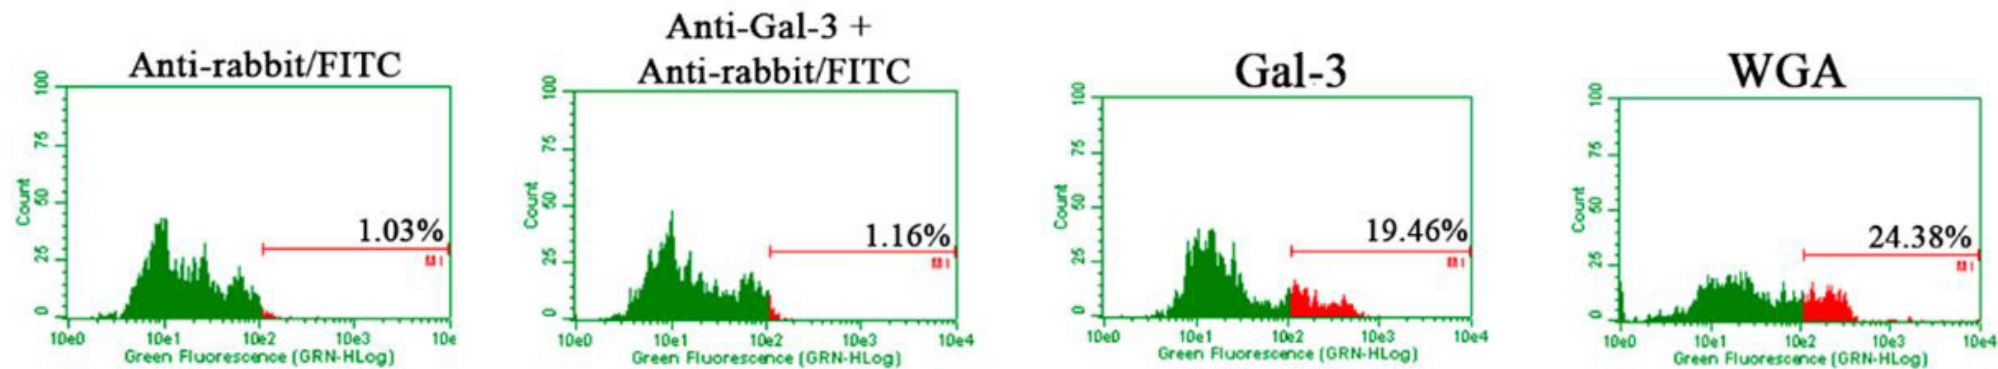 Anti-rabbit/FITC
100
75
50
25
0
Count
1.03%
M1
10e0 10e1 10e2 10e3 10e
Green Fluorescence (GRN-HLog)
Anti-Gal-3 +
Anti-rabbit/FITC
100
75
50
25
0
Count
1.16%
M1
10e0 10e1 10e2 10e3 10e4
Green Fluorescence (GRN-HLog)
Gal-3
100
75
50
25
0
Count
19.46%
M1
10e0 10e1 10e2 10e3 10e4
Green Fluorescence (GRN-HLog)
WGA
100
75
50
25
0
Count
24.38%
M1
10e0 10e1 10e2 10e3 10e4
Green Fluorescence (GRN-HLog)